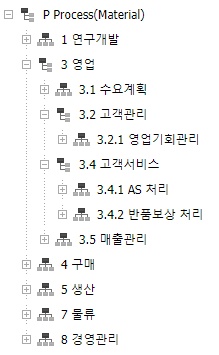 P Process(Material)
1 연구개발
3 영업
3.1 수요계획
3.2 고객관리
3.2.1 영업기회관리
3.4 고객서비스
3.4.1 AS 처리
3.4.2 반품보상 처리
3.5 매출관리
4 구매
5 생산
7 물류
8 경영관리